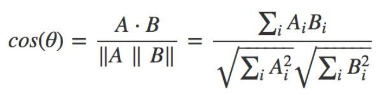 cos(θ) = A · B / ‖A ‖ B‖ = ∑ᵢ AᵢBᵢ / √∑ᵢ Aᵢ² √∑ᵢ Bᵢ²